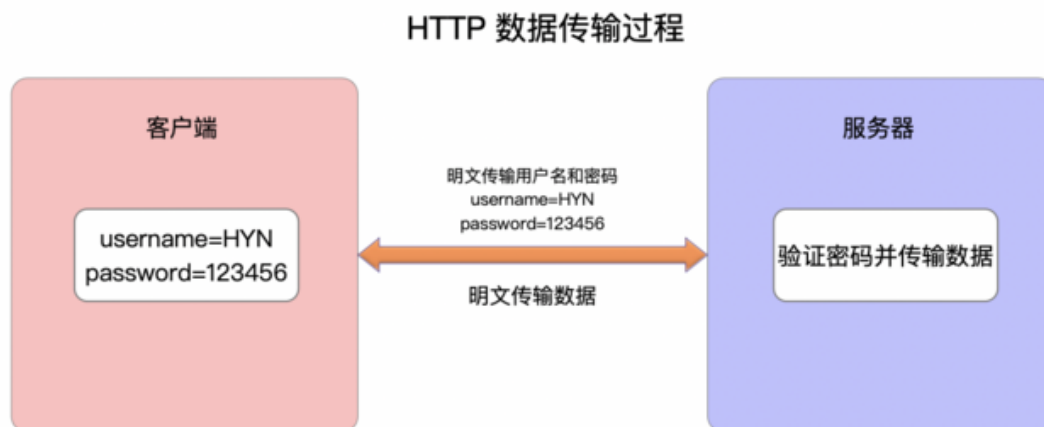 HTTP 数据传输过程
客户端
username=HYN
password=123456
明文传输用户名和密码
username=HYN
password=123456
明文传输数据
服务器
验证密码并传输数据